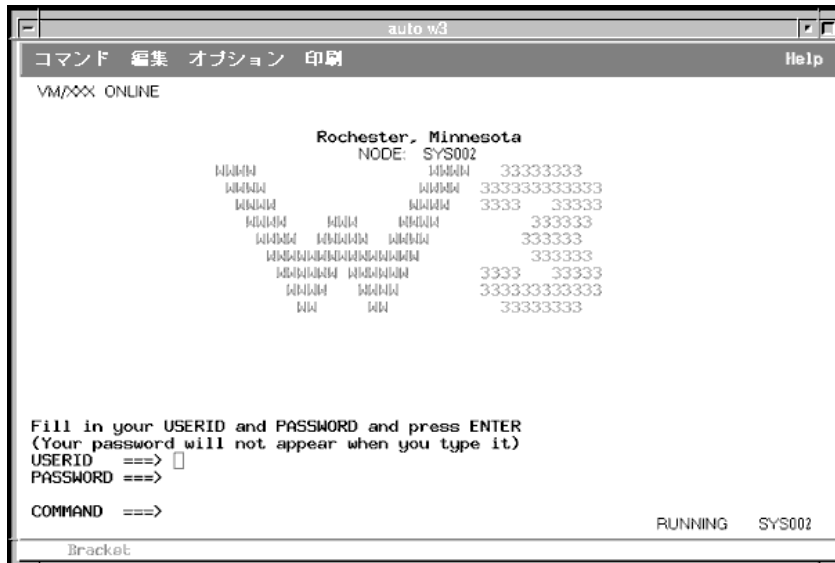 auto w3
コマンド 編集 オプション 印刷 Help
VM/XXX ONLINE
Rochester, Minnesota
NODE: SYS002
WWWW WWWW 33333333
WWWW WWWW 333333333333
WWWW WWWW 3333 33333
WWWW WWW WWWW 333333
WWWW WWWWW WWWW 333333
WWWWWWWWWWWWWWW 333333
WWWWWW WWWWWW 3333 33333
WWWW WWWW 333333333333
WW WW 33333333
Fill in your USERID and PASSWORD and press ENTER
(Your password will not appear when you type it)
USERID ===>
PASSWORD ===>
COMMAND ===>
RUNNING SYS002
Bracket